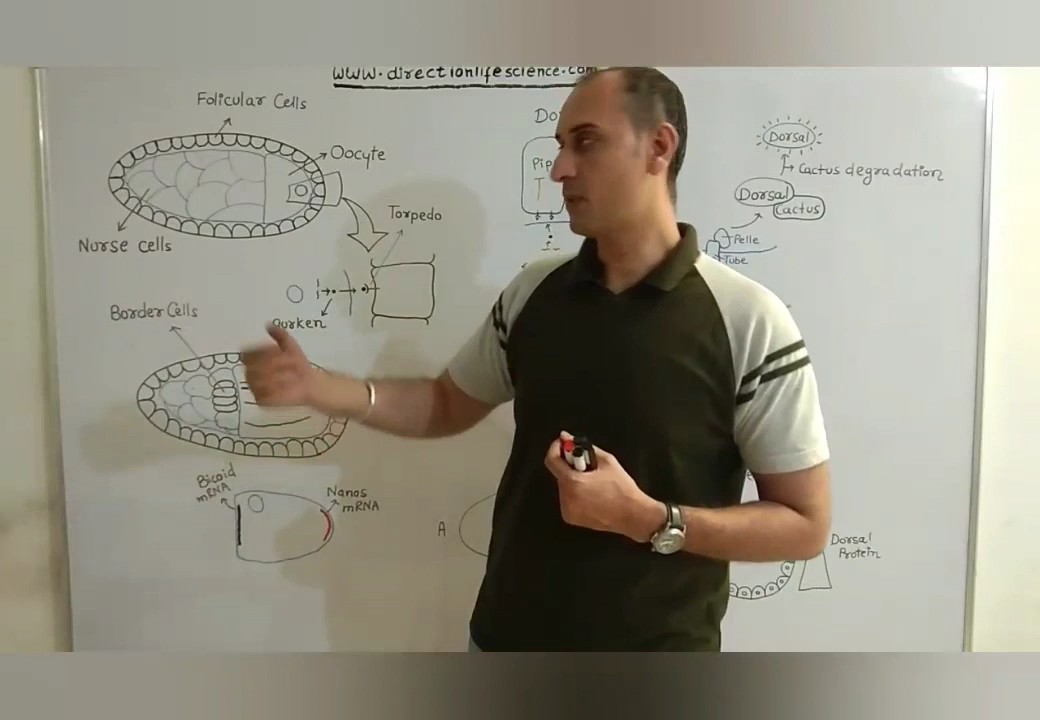 www.directionlifescience.com
Folicular Cells
Oocyte
Nurse cells
Torpedo
Gurken
Border Cells
Bicoid
mRNA
Nanos
mRNA
A
Dorsal
Cactus degradation
Dorsal
Cactus
Pelle
Tube
Dorsal
Protein